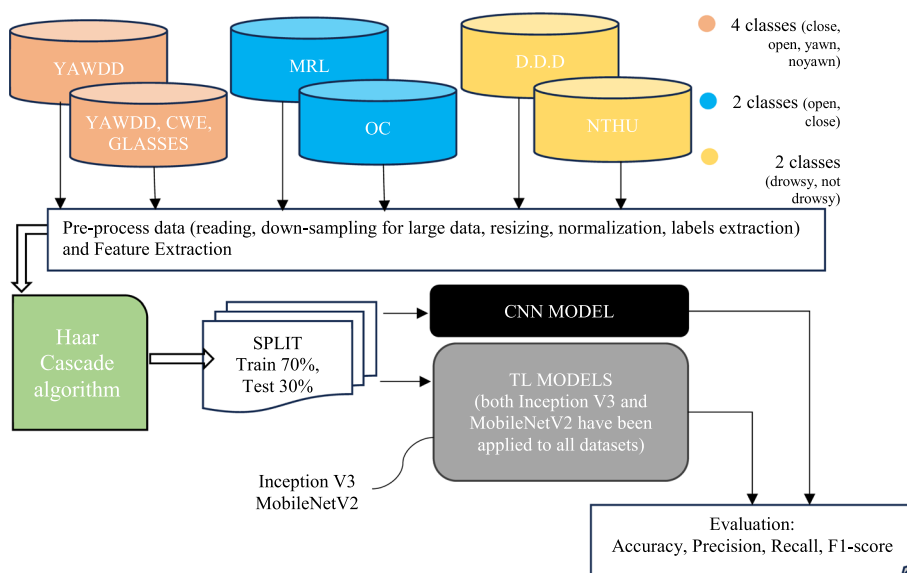 YAWDD
YAWDD, CWE,
GLASSES
MRL
OC
D.D.D
NTHU
4 classes (close,
open, yawn,
noyawn)
2 classes (open,
close)
2 classes
(drowsy, not
drowsy)
Pre-process data (reading, down-sampling for large data, resizing, normalization, labels extraction)
and Feature Extraction
Haar
Cascade
algorithm
SPLIT
Train 70%,
Test 30%
CNN MODEL
TL MODELS
(both Inception V3 and
MobileNetV2 have been
applied to all datasets)
Inception V3
MobileNetV2
Evaluation:
Accuracy, Precision, Recall, F1-score